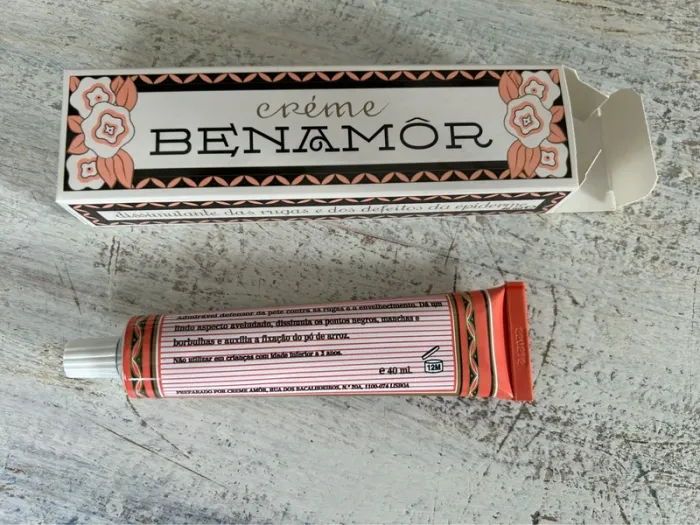 créme
BENAMÔR
dissimulante das rugas e dos defeitos da epiderme
Admirável defensor da pele contra as rugas e o envelhecimento. Dá um
lindo aspecto aveludado, dissimula os pontos negros, manchas e
borbulhas e auxilia a fixação do pó de arroz.
Não utilizar em crianças com idade inferior a 3 anos.
e 40 ml.
12M
PREPARADO POR CREME AMÔR, RUA DOS BACALHOEIROS, N.º 20A, 1100-074 LISBOA